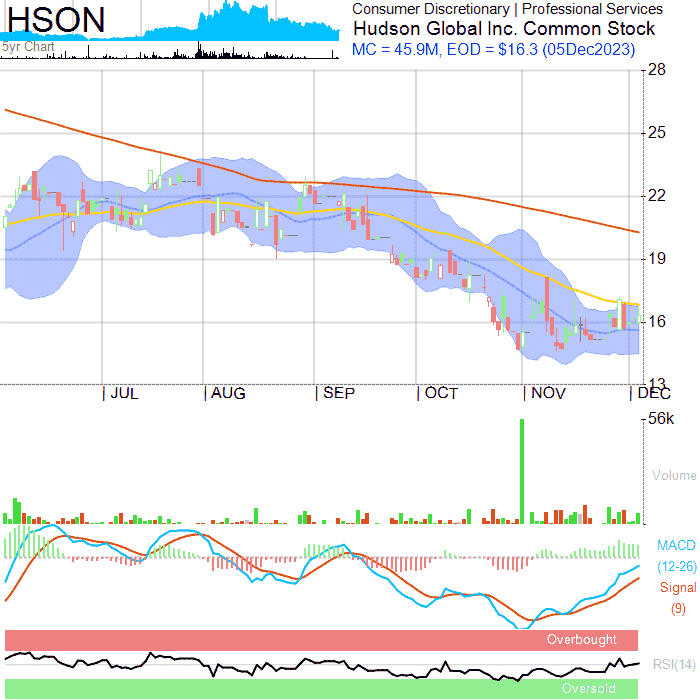 HSON
5yr Chart
Consumer Discretionary | Professional Services
Hudson Global Inc. Common Stock
MC = 45.9M, EOD = $16.3 (05Dec2023)
28
25
22
19
16
13
JUL AUG SEP OCT NOV DEC
56k
Volume
MACD
(12-26)
Signal
(9)
Overbought
RSI(14)
Oversold